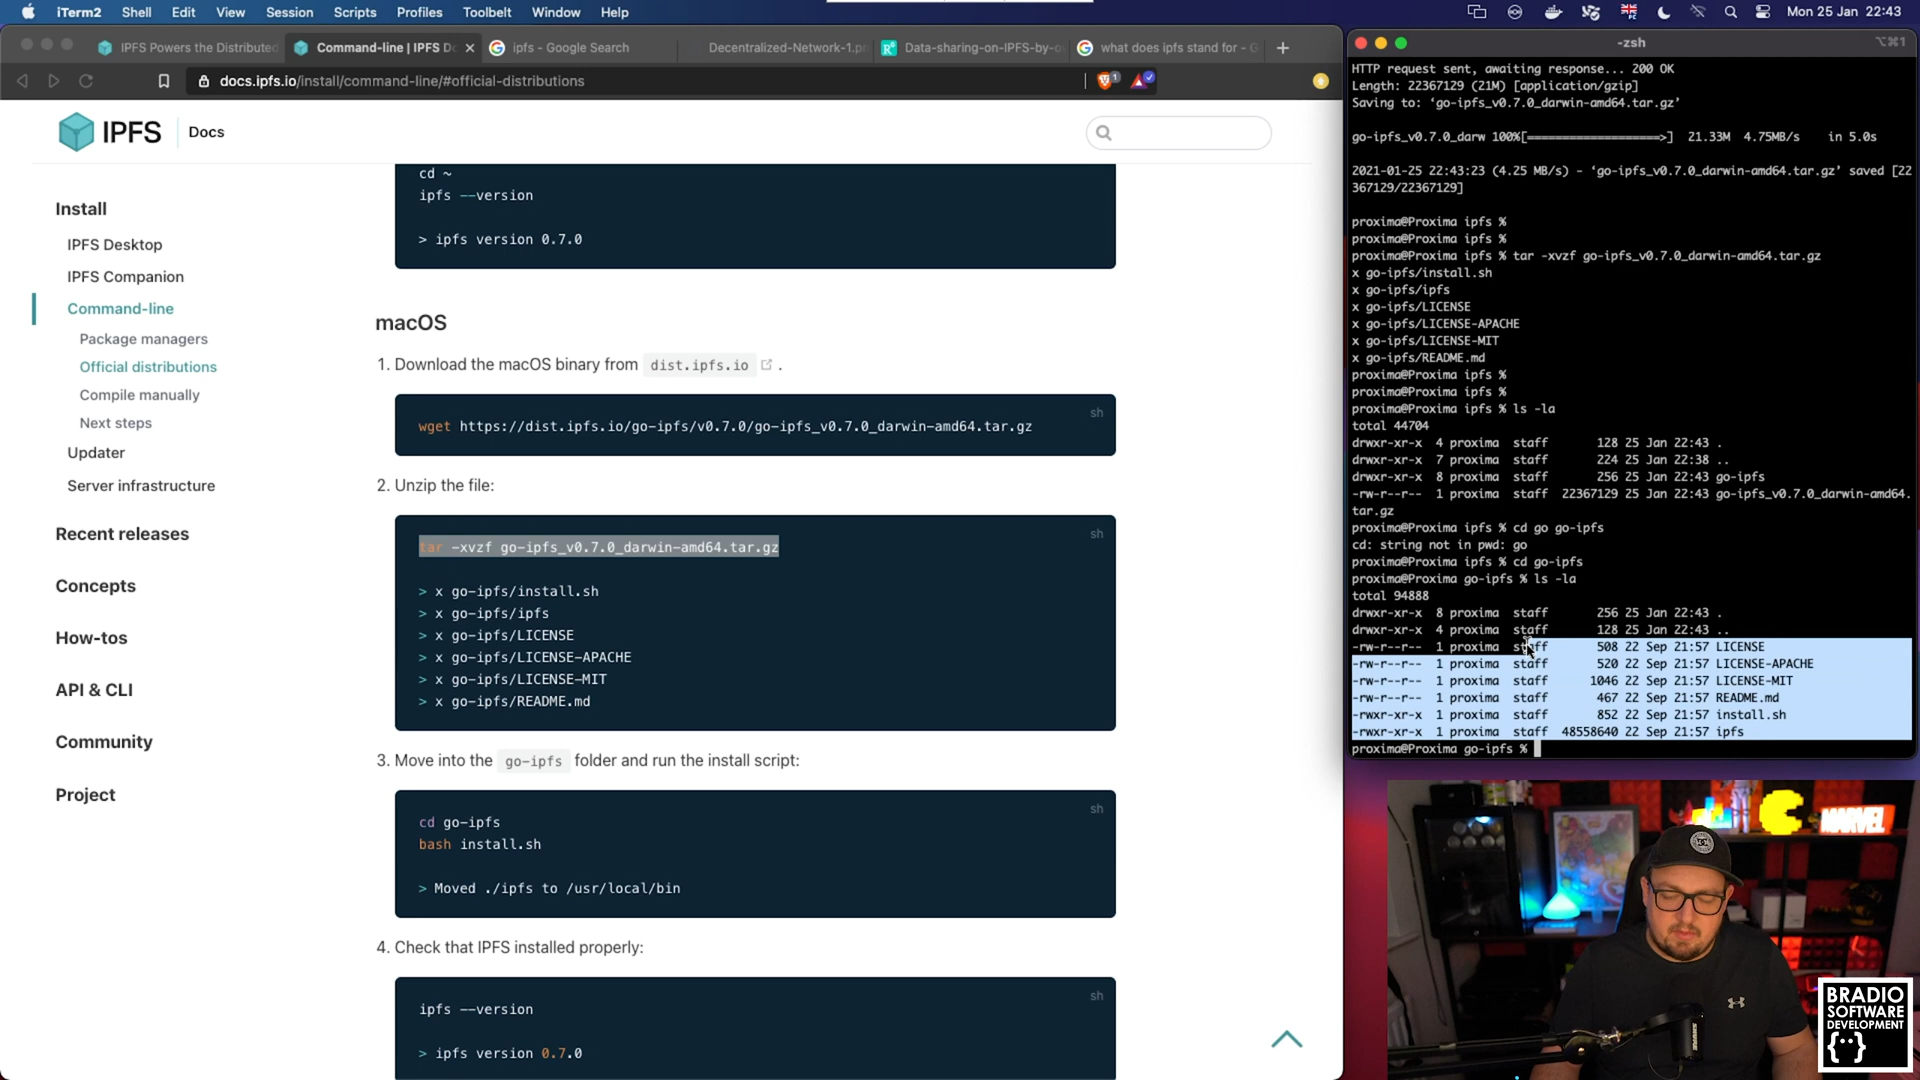 iTerm2 Shell Edit View Session Scripts Profiles Toolbelt Window Help
Mon 25 Jan 22:43
IPFS Powers the Distributed
Command-line | IPFS D
ipfs - Google Search
Decentralized-Network-1.pn
Data-sharing-on-IPFS-by-o
what does ipfs stand for - G
docs.ipfs.io/install/command-line/#official-distributions
IPFS
Docs
Install
IPFS Desktop
IPFS Companion
Command-line
Package managers
Official distributions
Compile manually
Next steps
Updater
Server infrastructure
Recent releases
Concepts
How-tos
API & CLI
Community
Project
cd ~
ipfs --version
> ipfs version 0.7.0
macOS
1. Download the macOS binary from dist.ipfs.io .
sh
wget https://dist.ipfs.io/go-ipfs/v0.7.0/go-ipfs_v0.7.0_darwin-amd64.tar.gz
2. Unzip the file:
sh
tar -xvzf go-ipfs_v0.7.0_darwin-amd64.tar.gz
> x go-ipfs/install.sh
> x go-ipfs/ipfs
> x go-ipfs/LICENSE
> x go-ipfs/LICENSE-APACHE
> x go-ipfs/LICENSE-MIT
> x go-ipfs/README.md
3. Move into the go-ipfs folder and run the install script:
sh
cd go-ipfs
bash install.sh
> Moved ./ipfs to /usr/local/bin
4. Check that IPFS installed properly:
sh
ipfs --version
> ipfs version 0.7.0
-zsh
⌥⌘1
HTTP request sent, awaiting response... 200 OK
Length: 22367129 (21M) [application/gzip]
Saving to: ‘go-ipfs_v0.7.0_darwin-amd64.tar.gz’
go-ipfs_v0.7.0_darw 100%[===================>] 21.33M 4.75MB/s in 5.0s
2021-01-25 22:43:23 (4.25 MB/s) - ‘go-ipfs_v0.7.0_darwin-amd64.tar.gz’ saved [22
367129/22367129]
proxima@Proxima ipfs %
proxima@Proxima ipfs %
proxima@Proxima ipfs % tar -xvzf go-ipfs_v0.7.0_darwin-amd64.tar.gz
x go-ipfs/install.sh
x go-ipfs/ipfs
x go-ipfs/LICENSE
x go-ipfs/LICENSE-APACHE
x go-ipfs/LICENSE-MIT
x go-ipfs/README.md
proxima@Proxima ipfs %
proxima@Proxima ipfs %
proxima@Proxima ipfs % ls -la
total 44704
drwxr-xr-x 4 proxima staff 128 25 Jan 22:43 .
drwxr-xr-x 7 proxima staff 224 25 Jan 22:38 ..
drwxr-xr-x 8 proxima staff 256 25 Jan 22:43 go-ipfs
-rw-r--r-- 1 proxima staff 22367129 25 Jan 22:43 go-ipfs_v0.7.0_darwin-amd64.
tar.gz
proxima@Proxima ipfs % cd go go-ipfs
cd: string not in pwd: go
proxima@Proxima ipfs % cd go-ipfs
proxima@Proxima go-ipfs % ls -la
total 94888
drwxr-xr-x 8 proxima staff 256 25 Jan 22:43 .
drwxr-xr-x 4 proxima staff 128 25 Jan 22:43 ..
-rw-r--r-- 1 proxima staff 508 22 Sep 21:57 LICENSE
-rw-r--r-- 1 proxima staff 520 22 Sep 21:57 LICENSE-APACHE
-rw-r--r-- 1 proxima staff 1046 22 Sep 21:57 LICENSE-MIT
-rw-r--r-- 1 proxima staff 467 22 Sep 21:57 README.md
-rwxr-xr-x 1 proxima staff 852 22 Sep 21:57 install.sh
-rwxr-xr-x 1 proxima staff 48558640 22 Sep 21:57 ipfs
proxima@Proxima go-ipfs %
MARVEL
BRADIO
SOFTWARE
DEVELOPMENT
{··}